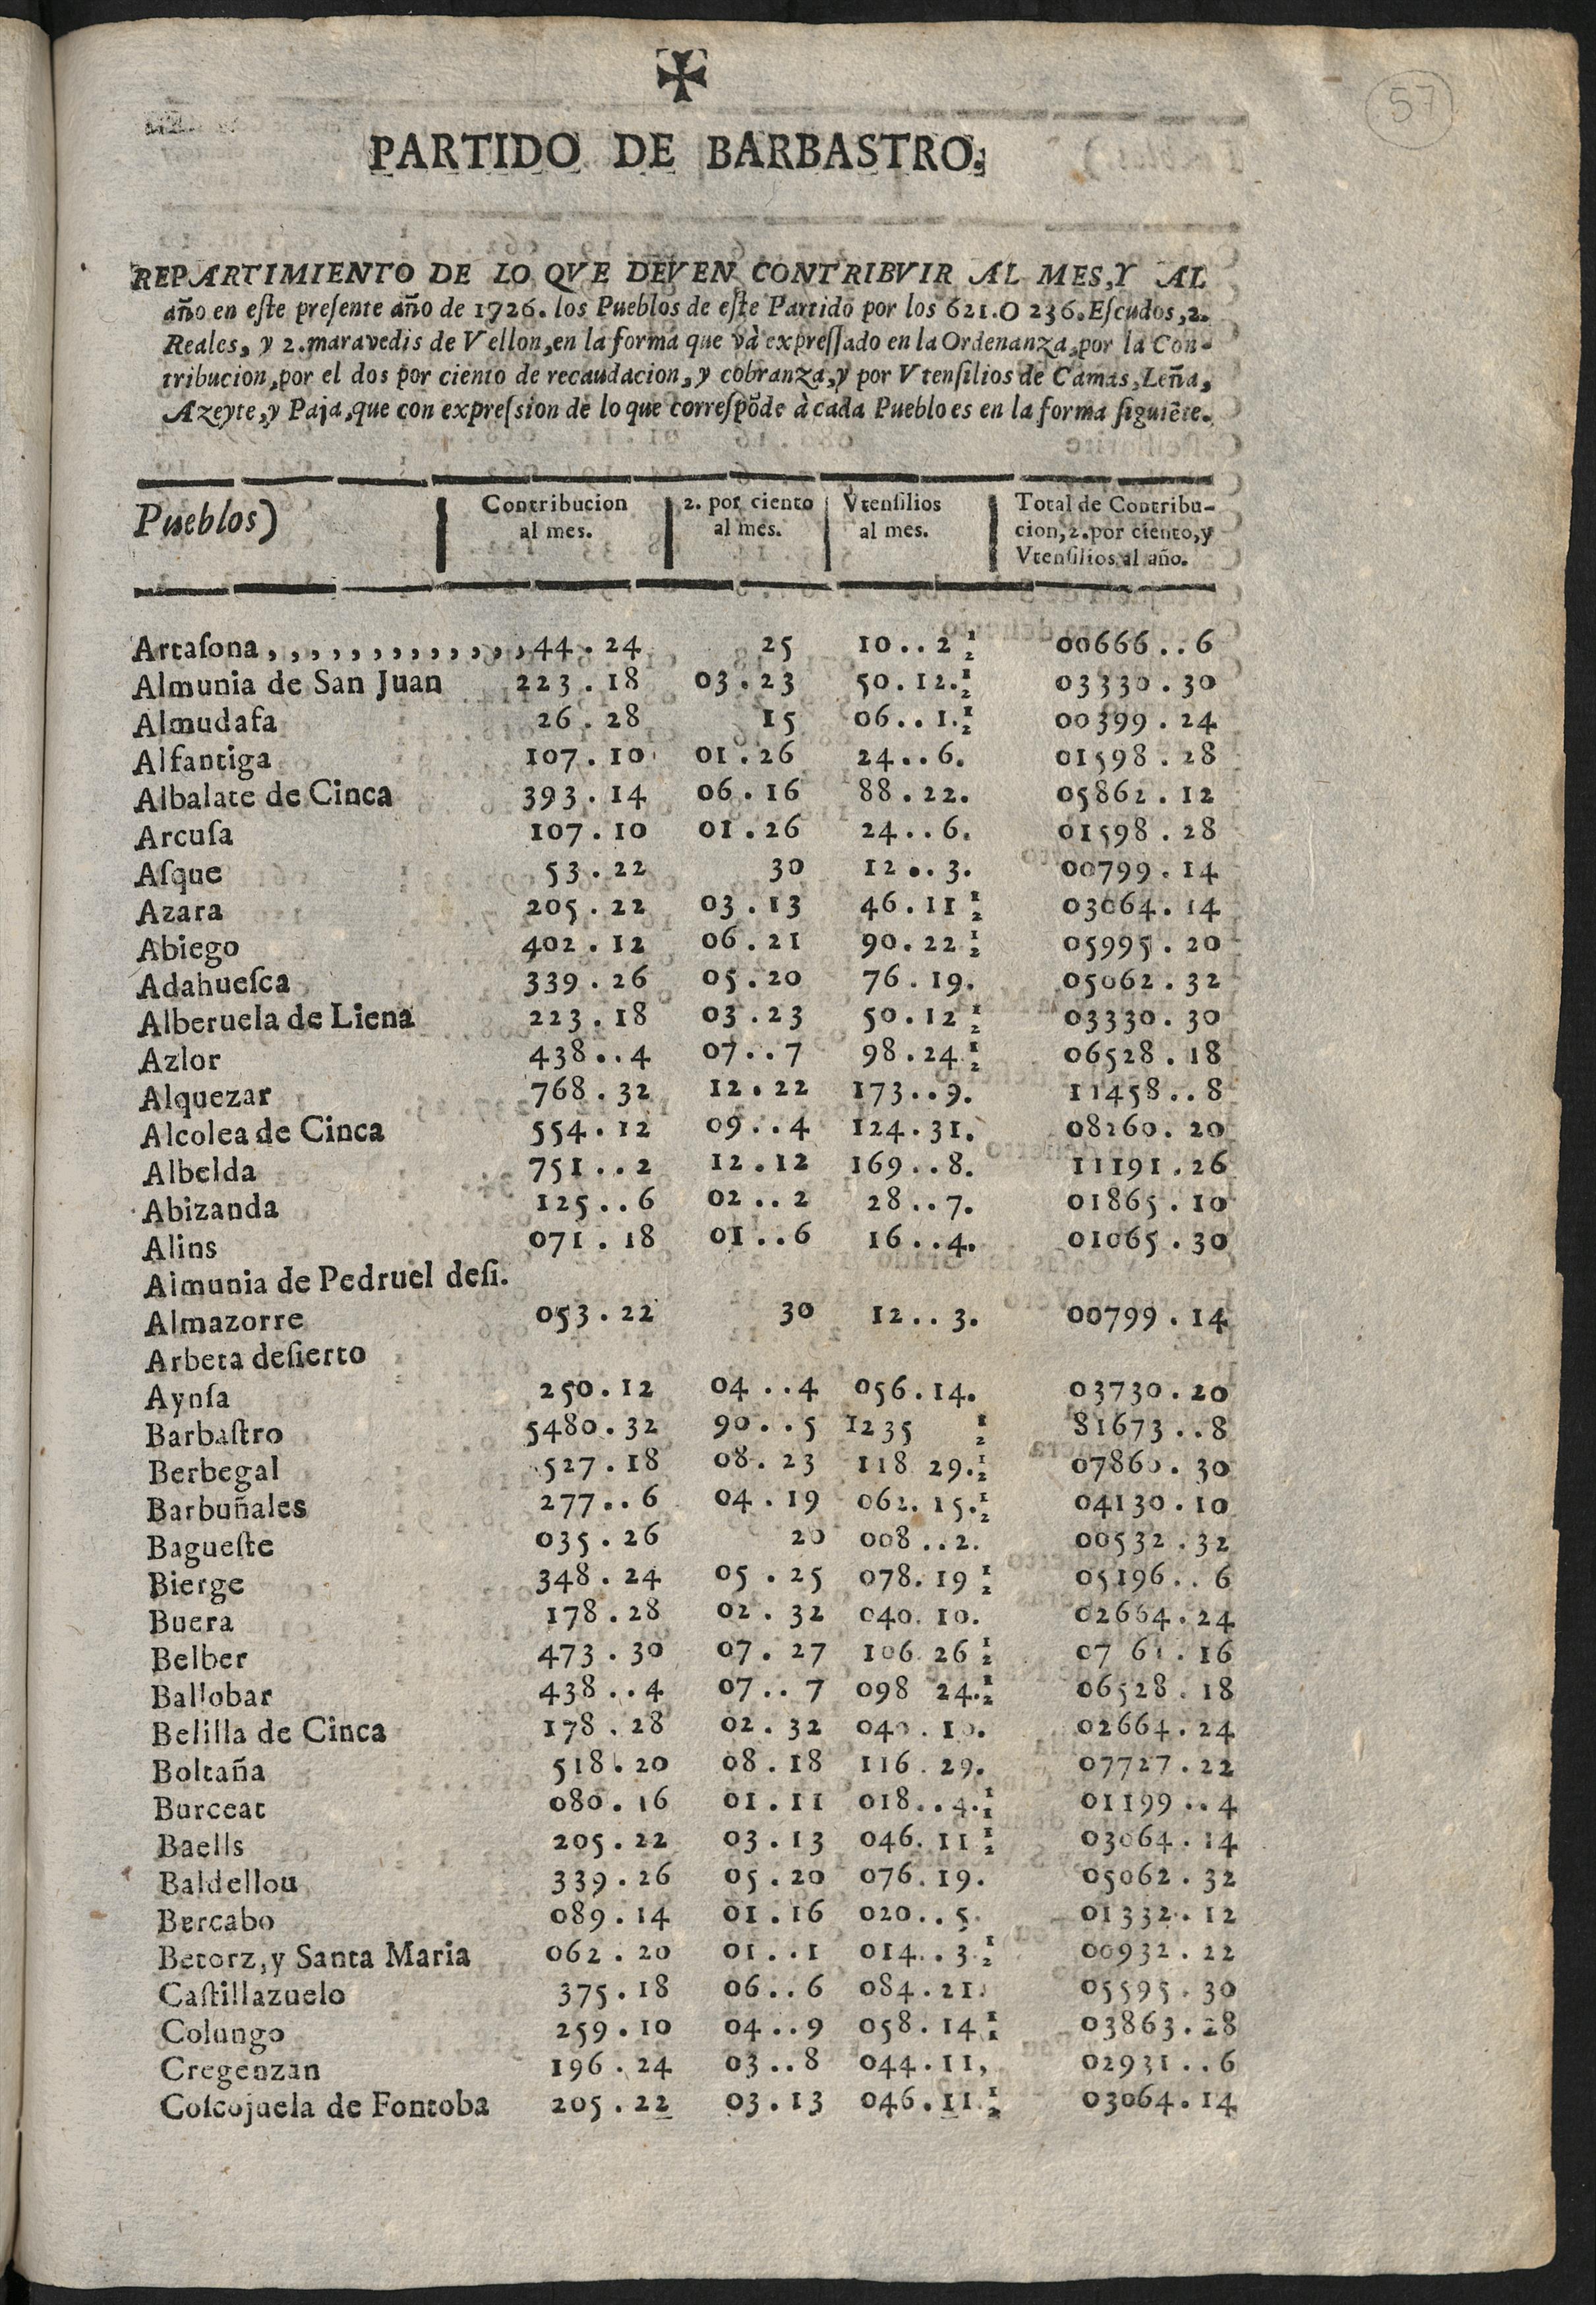 57
✠
PARTIDO DE BARBASTRO.
REPARTIMIENTO DE LO QVE DEVEN CONTRIBVIR AL MES, Y AL
año en eſte preſente año de 1726. los Pueblos de eſte Partido por los 621.O 236. Eſcudos, 2.
Reales, y 2. maravedis de Vellon, en la forma que và expreſſado en la Ordenanza, por la Con-
tribucion, por el dos por ciento de recaudacion, y cobranza, y por Vtenſilios de Camas, Leña,
Azeyte, y Paja, que con expreſsion de lo que correſpõde à cada Pueblo es en la forma ſiguiẽte.
Pueblos) Contribucion al mes. 2. por ciento al mes. Vtenſilios al mes. Total de Contribu-cion, 2. por ciento, y Vtenſilios al año.
Artaſona , , , , , , , , , , , , , 44 . 24 25 10 . . 2 1/2 00666 . . 6
Almunia de San Juan 223 . 18 03 . 23 50 . 12 . 1/2 03330 . 30
Almudafa 26 . 28 15 06 . . 1 . 1/2 00399 . 24
Alfantiga 107 . 10 01 . 26 24 . . 6 . 01598 . 28
Albalate de Cinca 393 . 14 06 . 16 88 . 22 . 05862 . 12
Arcuſa 107 . 10 01 . 26 24 . . 6 . 01598 . 28
Aſque 53 . 22 30 12 . . 3 . 00799 . 14
Azara 205 . 22 03 . 13 46 . 11 1/2 03064 . 14
Abiego 402 . 12 06 . 21 90 . 22 1/2 05995 . 20
Adahueſca 339 . 26 05 . 20 76 . 19 . 05062 . 32
Alberuela de Liena 223 . 18 03 . 23 50 . 12 1/2 03330 . 30
Azlor 438 . . 4 07 . . 7 98 . 24 1/2 06528 . 18
Alquezar 768 . 32 12 . 22 173 . . 9 . 11458 . . 8
Alcolea de Cinca 554 . 12 09 . . 4 124 . 31 . 08260 . 20
Albelda 751 . . 2 12 . 12 169 . . 8 . 11191 . 26
Abizanda 125 . . 6 02 . . 2 28 . . 7 . 01865 . 10
Alins 071 . 18 01 . . 6 16 . . 4 . 01065 . 30
Almunia de Pedruel deſi.
Almazorre 053 . 22 30 12 . . 3 . 00799 . 14
Arbeta deſierto
Aynſa 250 . 12 04 . . 4 056 . 14 . 03730 . 20
Barbaſtro 5480 . 32 90 . . 5 1235 1/2 81673 . . 8
Berbegal 527 . 18 08 . 23 118 29 . 1/2 07860 . 30
Barbuñales 277 . . 6 04 . 19 062 . 15 . 1/2 04130 . 10
Bagueſte 035 . 26 20 008 . . 2 . 00532 . 32
Bierge 348 . 24 05 . 25 078 . 19 1/2 05196 . . 6
Buera 178 . 28 02 . 32 040 . 10 . 02664 . 24
Belber 473 . 30 07 . 27 106 26 1/2 07 61 . 16
Ballobar 438 . . 4 07 . . 7 098 24 . 1/2 06528 . 18
Belilla de Cinca 178 . 28 02 . 32 040 . 10 . 02664 . 24
Boltaña 518 . 20 08 . 18 116 . 29 . 07727 . 22
Burceat 080 . 16 01 . 11 018 . . 4 . 1/1 01199 . . 4
Baells 205 . 22 03 . 13 046 . 11 1/2 03064 . 14
Baldellou 339 . 26 05 . 20 076 . 19 . 05062 . 32
Bercabo 089 . 14 01 . 16 020 . . 5 . 01332 . 12
Betorz, y Santa Maria 062 . 20 01 . . 1 014 . . 3 . 1/2 00932 . 22
Caſtillazuelo 375 . 18 06 . . 6 084 . 21 . 05595 . 30
Colungo 259 . 10 04 . . 9 058 . 14 1/1 03863 . 28
Cregenzan 196 . 24 03 . . 8 044 . 11 , 02931 . . 6
Coſcojuela de Fontoba 205 . 22 03 . 13 046 . 11 . 1/2 03064 . 14